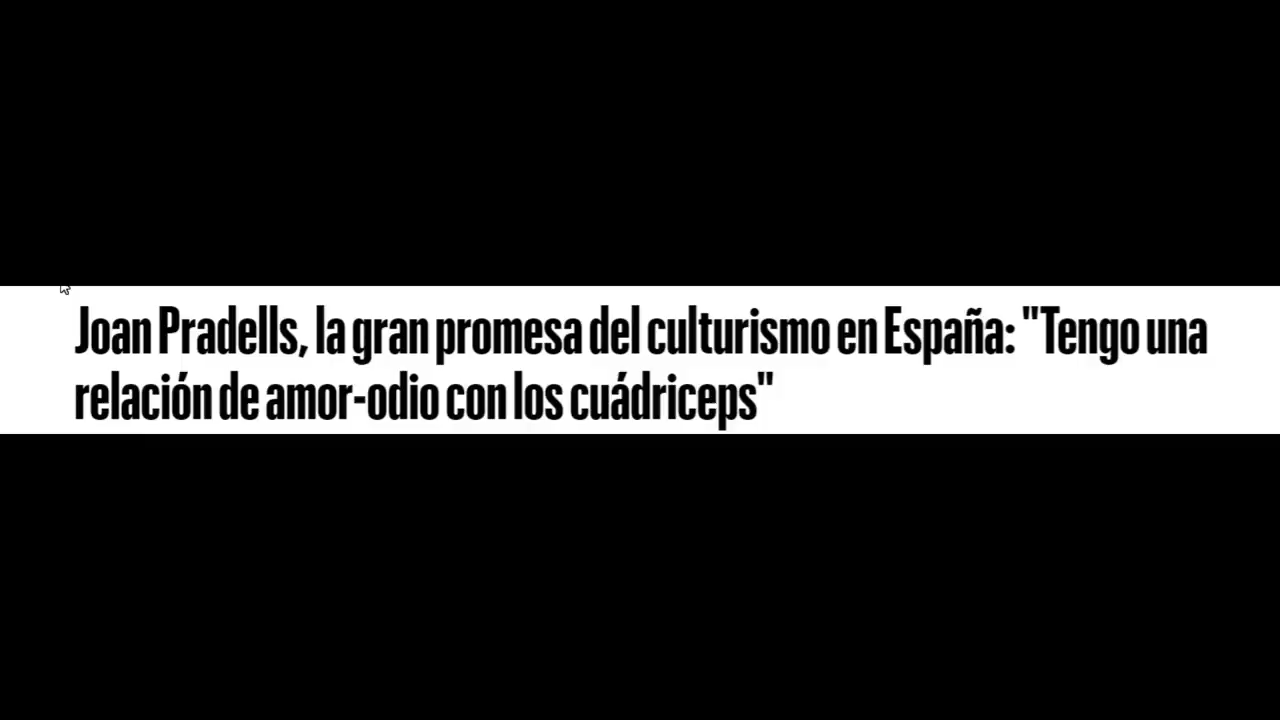 Joan Pradells, la gran promesa del culturismo en España: "Tengo una
relación de amor-odio con los cuádriceps"